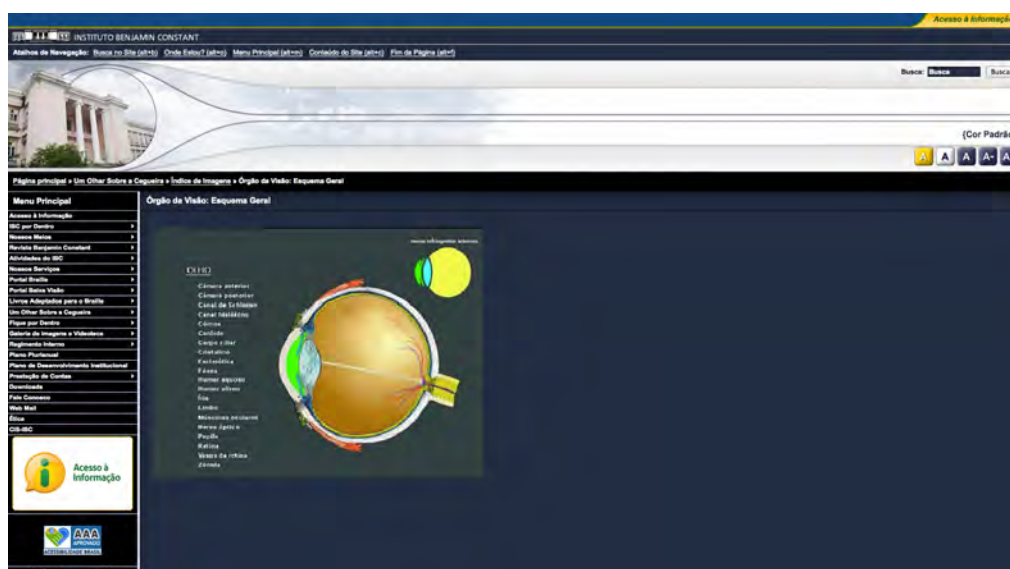 Acesso à Informação
INSTITUTO BENJAMIN CONSTANT
Atalhos de Navegação: Busca no Site (alt+b) Onde Estou? (alt+o) Menu Principal (alt+m) Conteúdo do Site (alt+c) Fim da Página (alt+f)
Busca: Busca Busca
(Cor Padrão
A A A A+ A
Página principal » Um Olhar Sobre a Cegueira » Índice de Imagens » Órgão da Visão: Esquema Geral
Menu Principal
Órgão da Visão: Esquema Geral
Acesso à Informação
IBC por Dentro
Nossos Meios
Revista Benjamin Constant
Atividades do IBC
Nossos Serviços
Portal Braille
Portal Baixa Visão
Livros Adaptados para o Braille
Um Olhar Sobre a Cegueira
Fique por Dentro
Galeria de Imagens e Videoteca
Regimento Interno
Plano Plurianual
Plano de Desenvolvimento Institucional
Prestação de Contas
Downloads
Fale Conosco
Web Mail
Ética
CIS-IBC
OLHO
Câmara anterior
Câmara posterior
Canal de Schlemm
Canal hialóideo
Córnea
Coróide
Corpo ciliar
Cristalino
Esclerótica
Fóvea
Humor aquoso
Humor vítreo
Íris
Limbo
Músculos oculares
Nervo óptico
Pupila
Retina
Vasos da retina
Zônula
Acesso à
Informação
AAA
APROVADO
ACESSIBILIDADE BRASIL